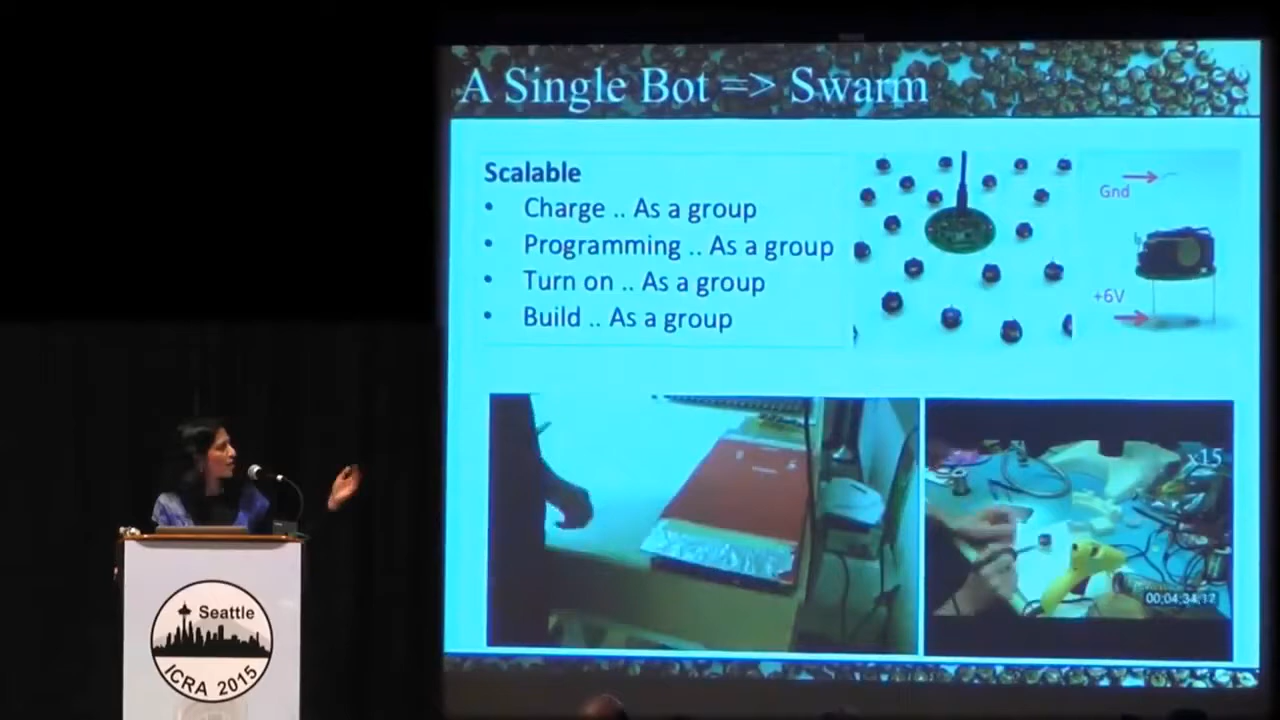 A Single Bot => Swarm
Scalable
• Charge .. As a group
• Programming .. As a group
• Turn on .. As a group
• Build .. As a group
Gnd
+6V
x15
00;04;34;17
Seattle
ICRA 2015